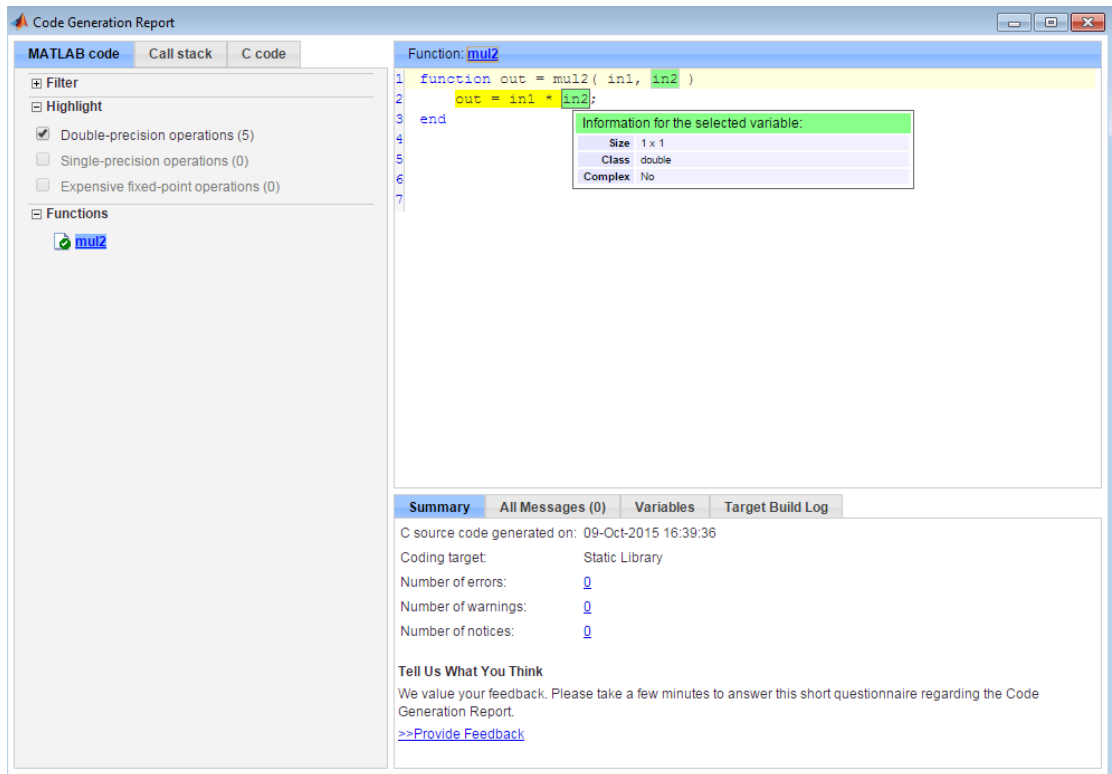 Code Generation Report
MATLAB code Call stack C code
Filter
Highlight
Double-precision operations (5)
Single-precision operations (0)
Expensive fixed-point operations (0)
Functions
mul2
Function: mul2
1 function out = mul2( in1, in2 )
2 out = in1 * in2;
3 end
4
5
6
7
Information for the selected variable:
Size 1 x 1
Class double
Complex No
Summary All Messages (0) Variables Target Build Log
C source code generated on: 09-Oct-2015 16:39:36
Coding target: Static Library
Number of errors: 0
Number of warnings: 0
Number of notices: 0
Tell Us What You Think
We value your feedback. Please take a few minutes to answer this short questionnaire regarding the Code
Generation Report.
>>Provide Feedback